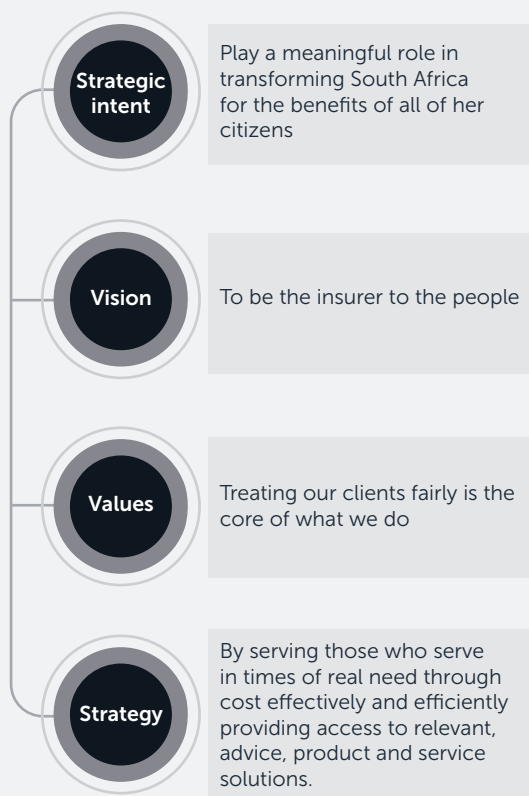 Strategic
intent
Play a meaningful role in
transforming South Africa
for the benefits of all of her
citizens
Vision
To be the insurer to the people
Values
Treating our clients fairly is the
core of what we do
Strategy
By serving those who serve
in times of real need through
cost effectively and efficiently
providing access to relevant,
advice, product and service
solutions.